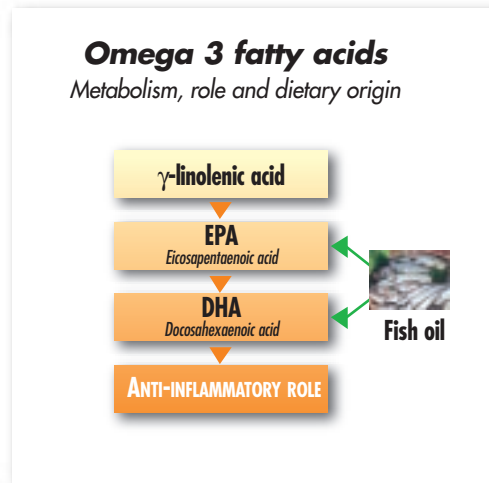 Omega 3 fatty acids
Metabolism, role and dietary origin
γ-linolenic acid
EPA
Eicosapentaenoic acid
DHA
Docosahexaenoic acid
Fish oil
ANTI-INFLAMMATORY ROLE